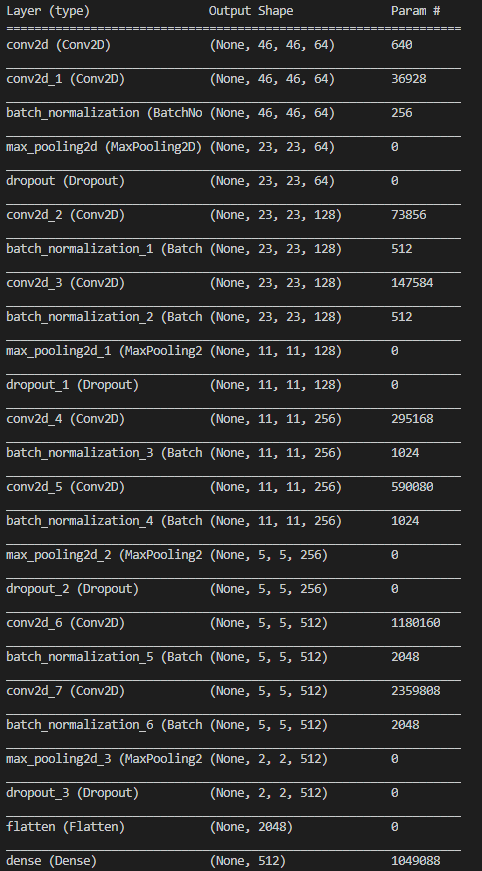 Layer (type) Output Shape Param #
=================================================================
conv2d (Conv2D) (None, 46, 46, 64) 640
conv2d_1 (Conv2D) (None, 46, 46, 64) 36928
batch_normalization (BatchNo (None, 46, 46, 64) 256
max_pooling2d (MaxPooling2D) (None, 23, 23, 64) 0
dropout (Dropout) (None, 23, 23, 64) 0
conv2d_2 (Conv2D) (None, 23, 23, 128) 73856
batch_normalization_1 (Batch (None, 23, 23, 128) 512
conv2d_3 (Conv2D) (None, 23, 23, 128) 147584
batch_normalization_2 (Batch (None, 23, 23, 128) 512
max_pooling2d_1 (MaxPooling2 (None, 11, 11, 128) 0
dropout_1 (Dropout) (None, 11, 11, 128) 0
conv2d_4 (Conv2D) (None, 11, 11, 256) 295168
batch_normalization_3 (Batch (None, 11, 11, 256) 1024
conv2d_5 (Conv2D) (None, 11, 11, 256) 590080
batch_normalization_4 (Batch (None, 11, 11, 256) 1024
max_pooling2d_2 (MaxPooling2 (None, 5, 5, 256) 0
dropout_2 (Dropout) (None, 5, 5, 256) 0
conv2d_6 (Conv2D) (None, 5, 5, 512) 1180160
batch_normalization_5 (Batch (None, 5, 5, 512) 2048
conv2d_7 (Conv2D) (None, 5, 5, 512) 2359808
batch_normalization_6 (Batch (None, 5, 5, 512) 2048
max_pooling2d_3 (MaxPooling2 (None, 2, 2, 512) 0
dropout_3 (Dropout) (None, 2, 2, 512) 0
flatten (Flatten) (None, 2048) 0
dense (Dense) (None, 512) 1049088